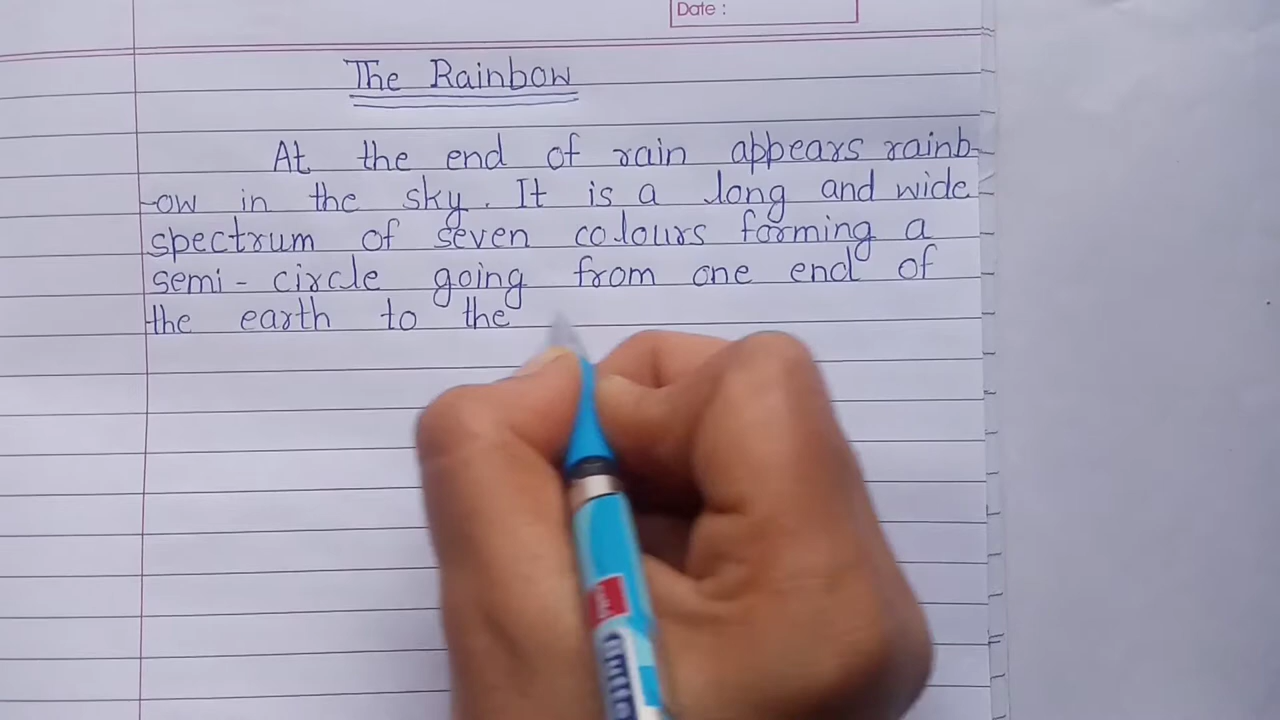 Date :
The Rainbow
At the end of rain appears rainb-
-ow in the sky. It is a long and wide
spectrum of seven colours forming a
semi- circle going from one end of
the earth to the